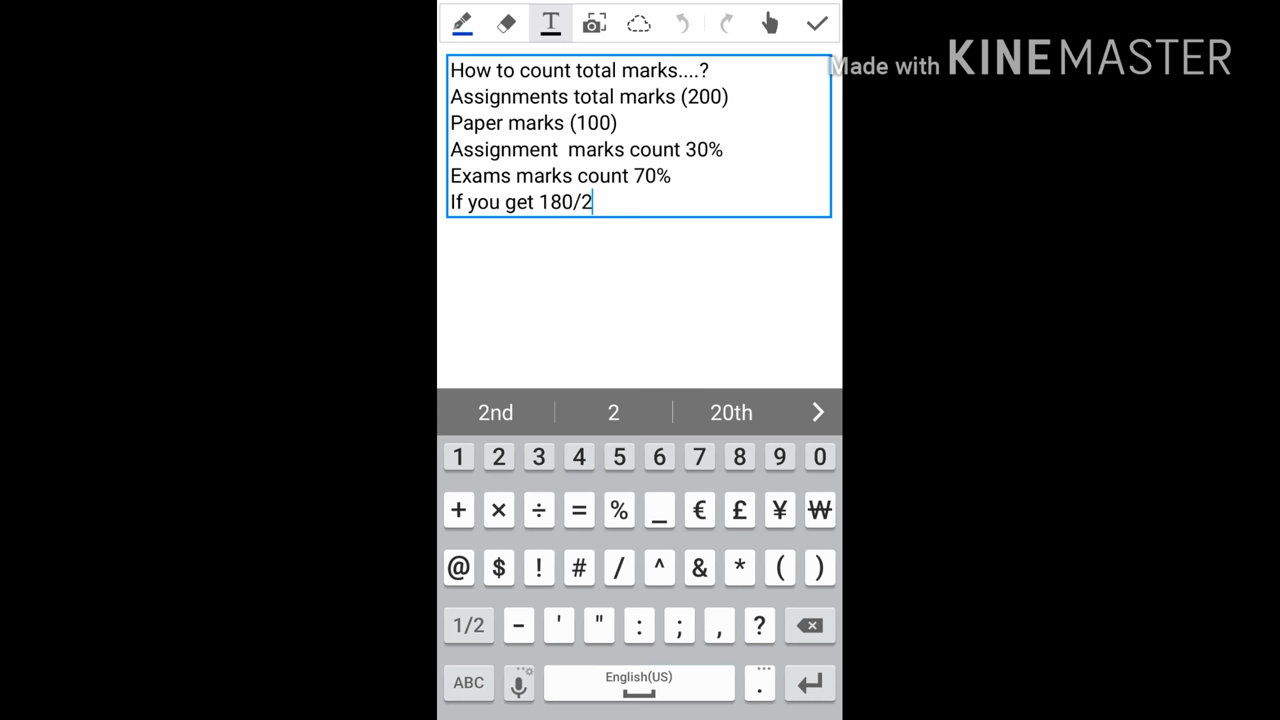 Made with KINEMASTER
How to count total marks....?
Assignments total marks (200)
Paper marks (100)
Assignment  marks count 30%
Exams marks count 70%
If you get 180/2
2nd 2 20th
1 2 3 4 5 6 7 8 9 0
+ × ÷ = % _ € £ ¥ ₩
@ $ ! # / ^ & * ( )
1/2 - ' " : ; , ?
ABC English(US) .